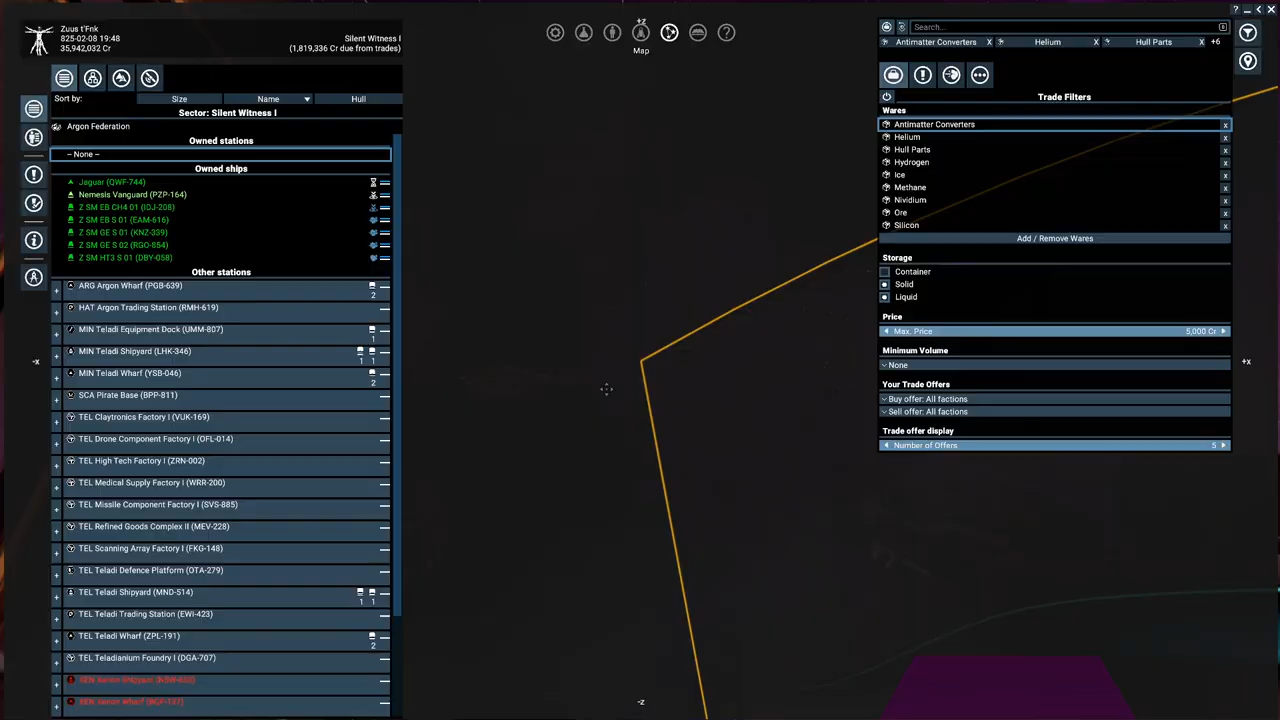 Zuus t'Fnk
825-02-08 19:48
35,942,032 Cr
Silent Witness I
(1,819,336 Cr due from trades)
+Z
Map
Sort by:
Size
Name
Hull
Sector: Silent Witness I
Argon Federation
Owned stations
-- None --
Owned ships
Jaguar (QWF-744)
Nemesis Vanguard (PZP-164)
Z SM EB CH4 01 (IDJ-208)
Z SM EB S 01 (EAM-616)
Z SM GE S 01 (KNZ-339)
Z SM GE S 02 (RGO-854)
Z SM HT3 S 01 (DBY-058)
Other stations
ARG Argon Wharf (PGB-639)
2
HAT Argon Trading Station (RMH-619)
MIN Teladi Equipment Dock (UMM-807)
1
MIN Teladi Shipyard (LHK-346)
1 1
MIN Teladi Wharf (YSB-046)
2
SCA Pirate Base (BPP-811)
TEL Claytronics Factory I (VUK-169)
TEL Drone Component Factory I (OFL-014)
TEL High Tech Factory I (ZRN-002)
TEL Medical Supply Factory I (WRR-200)
TEL Missile Component Factory I (SVS-885)
TEL Refined Goods Complex II (MEV-228)
TEL Scanning Array Factory I (FKG-148)
TEL Teladi Defence Platform (OTA-279)
TEL Teladi Shipyard (MND-514)
1 1
TEL Teladi Trading Station (EWI-423)
TEL Teladi Wharf (ZPL-191)
2
TEL Teladianium Foundry I (DGA-707)
-x
+x
-z
Search...
Antimatter Converters x
Helium x
Hull Parts x
+6
Trade Filters
Wares
Antimatter Converters x
Helium x
Hull Parts x
Hydrogen x
Ice x
Methane x
Nividium x
Ore x
Silicon x
Add / Remove Wares
Storage
Container
Solid
Liquid
Price
Max. Price 5,000 Cr
Minimum Volume
None
Your Trade Offers
Buy offer: All factions
Sell offer: All factions
Trade offer display
Number of Offers 5